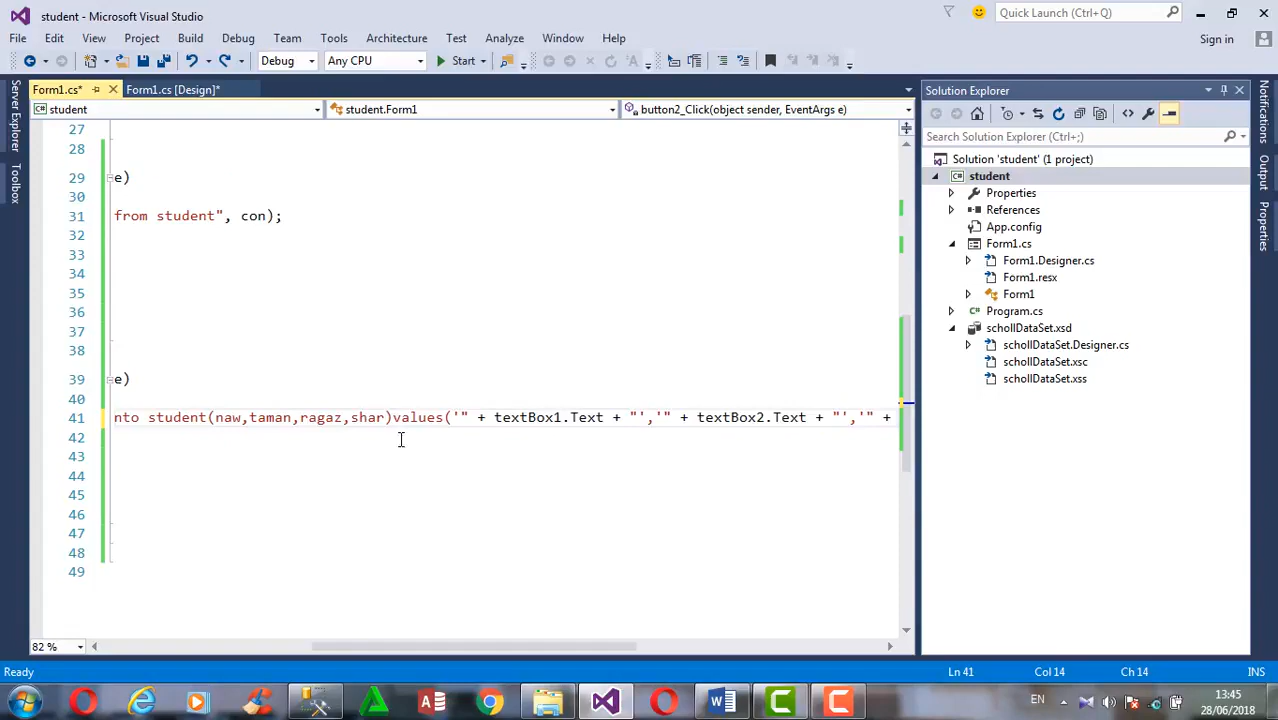 student - Microsoft Visual Studio
Quick Launch (Ctrl+Q)
File Edit View Project Build Debug Team Tools Architecture Test Analyze Window Help
Sign in
Debug Any CPU Start
Form1.cs* Form1.cs [Design]*
student student.Form1 button2_Click(object sender, EventArgs e)
Server Explorer
Toolbox
27
28
29 e)
30
31 from student", con);
32
33
34
35
36
37
38
39 e)
40
41 nto student(naw,taman,ragaz,shar)values('" + textBox1.Text + "','" + textBox2.Text + "','" +
42
43
44
45
46
47
48
49
82 %
Solution Explorer
Search Solution Explorer (Ctrl+;)
Solution 'student' (1 project)
student
Properties
References
App.config
Form1.cs
Form1.Designer.cs
Form1.resx
Form1
Program.cs
schollDataSet.xsd
schollDataSet.Designer.cs
schollDataSet.xsc
schollDataSet.xss
Notifications
Output
Properties
Ready Ln 41 Col 14 Ch 14 INS
EN 13:45
28/06/2018